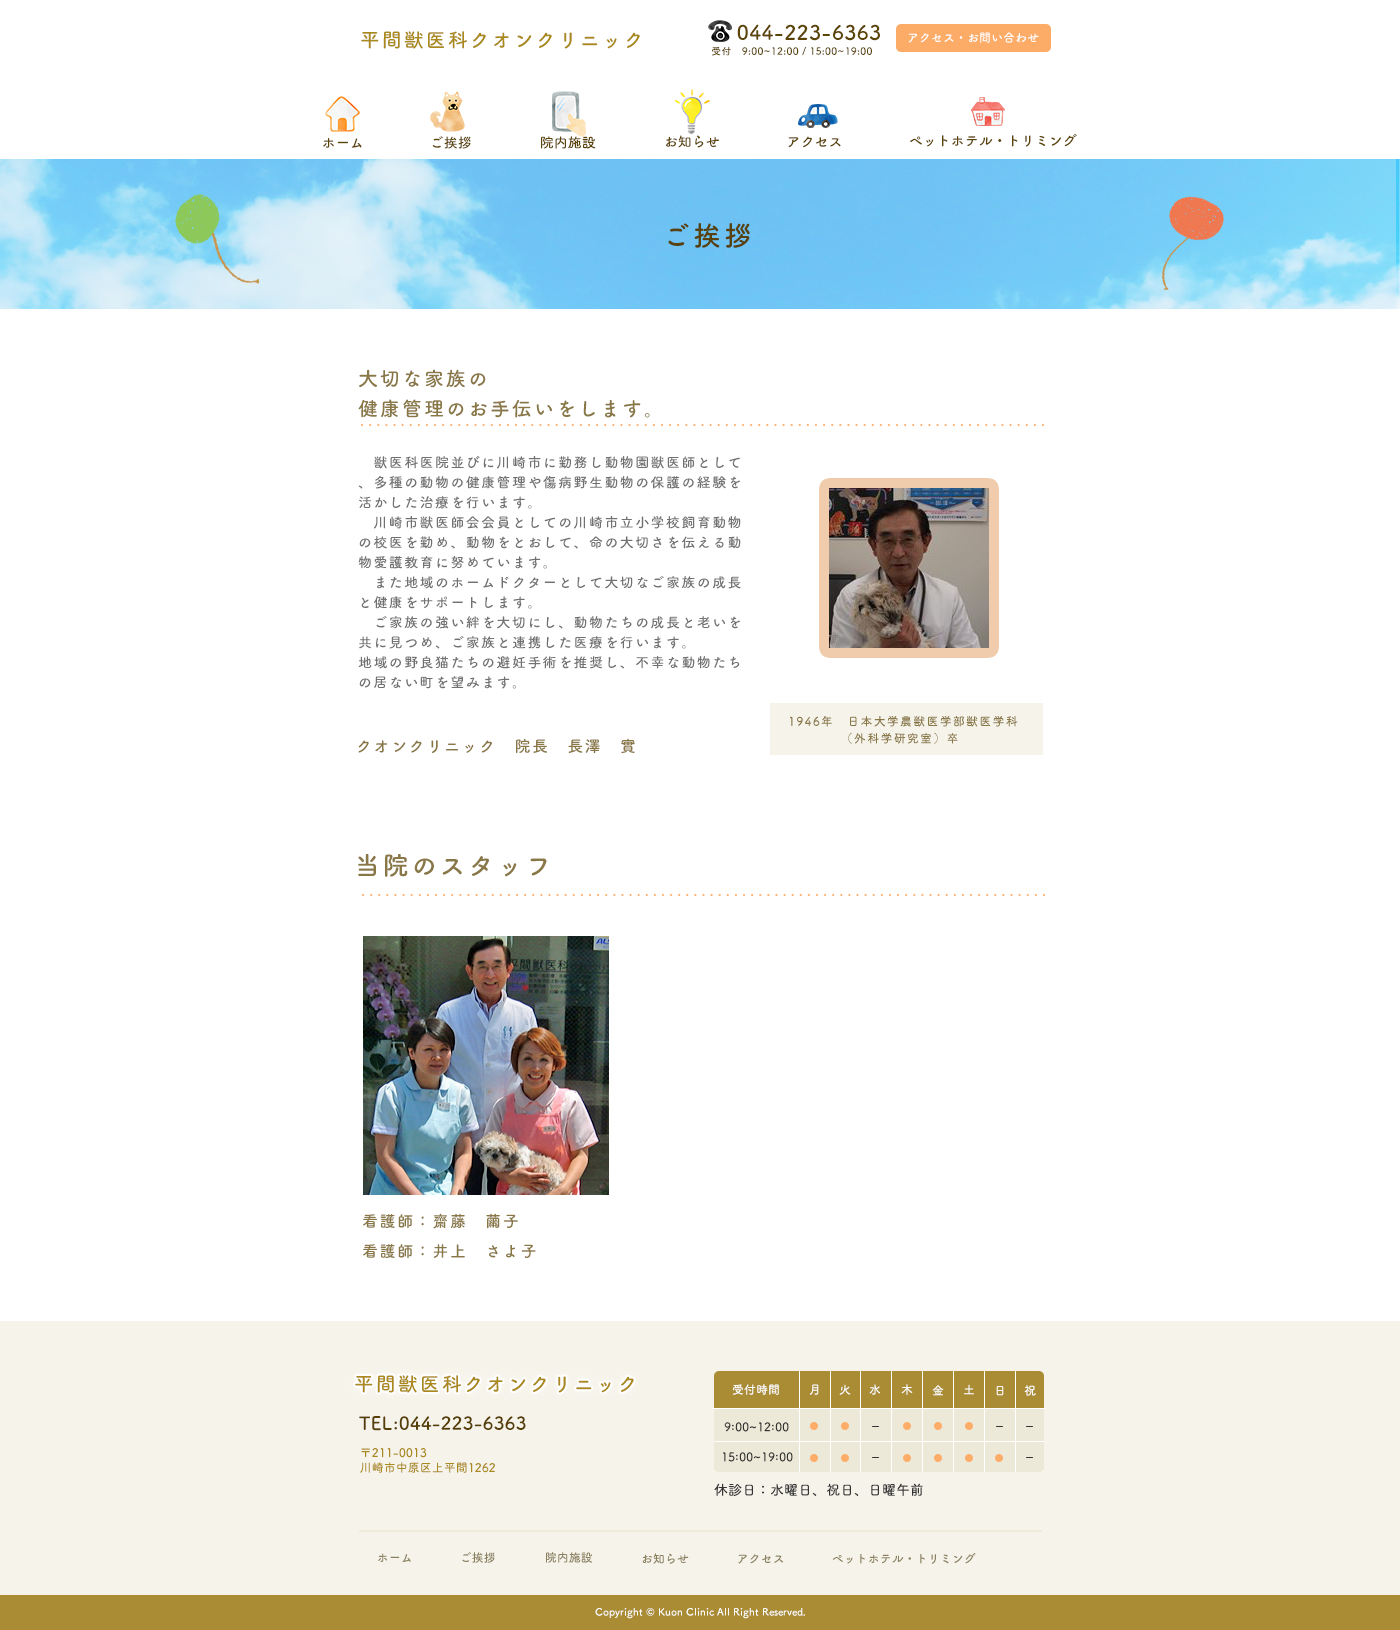 平間獣医科クオンクリニック
044-223-6363
受付 9:00~12:00 / 15:00~19:00
アクセス・お問い合わせ
ホーム
ご挨拶
院内施設
お知らせ
アクセス
ペットホテル・トリミング
ご挨拶
大切な家族の
健康管理のお手伝いをします。
獣医科医院並びに川崎市に勤務し動物園獣医師として
、多種の動物の健康管理や傷病野生動物の保護の経験を
活かした治療を行います。
川崎市獣医師会会員としての川崎市立小学校飼育動物
の校医を勤め、動物をとおして、命の大切さを伝える動
物愛護教育に努めています。
また地域のホームドクターとして大切なご家族の成長
と健康をサポートします。
ご家族の強い絆を大切にし、動物たちの成長と老いを
共に見つめ、ご家族と連携した医療を行います。
地域の野良猫たちの避妊手術を推奨し、不幸な動物たち
の居ない町を望みます。
1946年 日本大学農獣医学部獣医学科
（外科学研究室）卒
クオンクリニック 院長 長澤 實
当院のスタッフ
平間獣医科
看護師：齋藤 繭子
看護師：井上 さよ子
平間獣医科クオンクリニック
TEL:044-223-6363
〒211-0013
川崎市中原区上平間1262
受付時間 月 火 水 木 金 土 日 祝
9:00~12:00 ● ● − ● ● ● − −
15:00~19:00 ● ● − ● ● ● ● −
休診日：水曜日、祝日、日曜午前
ホーム
ご挨拶
院内施設
お知らせ
アクセス
ペットホテル・トリミング
Copyright © Kuon Clinic All Right Reserved.